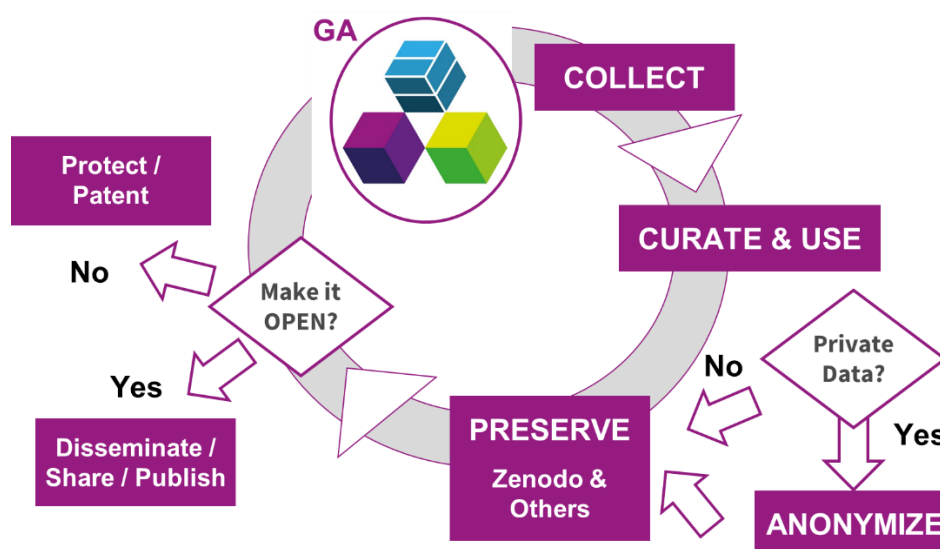 GA
COLLECT
Protect /
Patent
CURATE & USE
No
Make it
OPEN?
Private
Data?
No
Yes
Yes
PRESERVE
Zenodo &
Others
Disseminate /
Share / Publish
ANONYMIZE